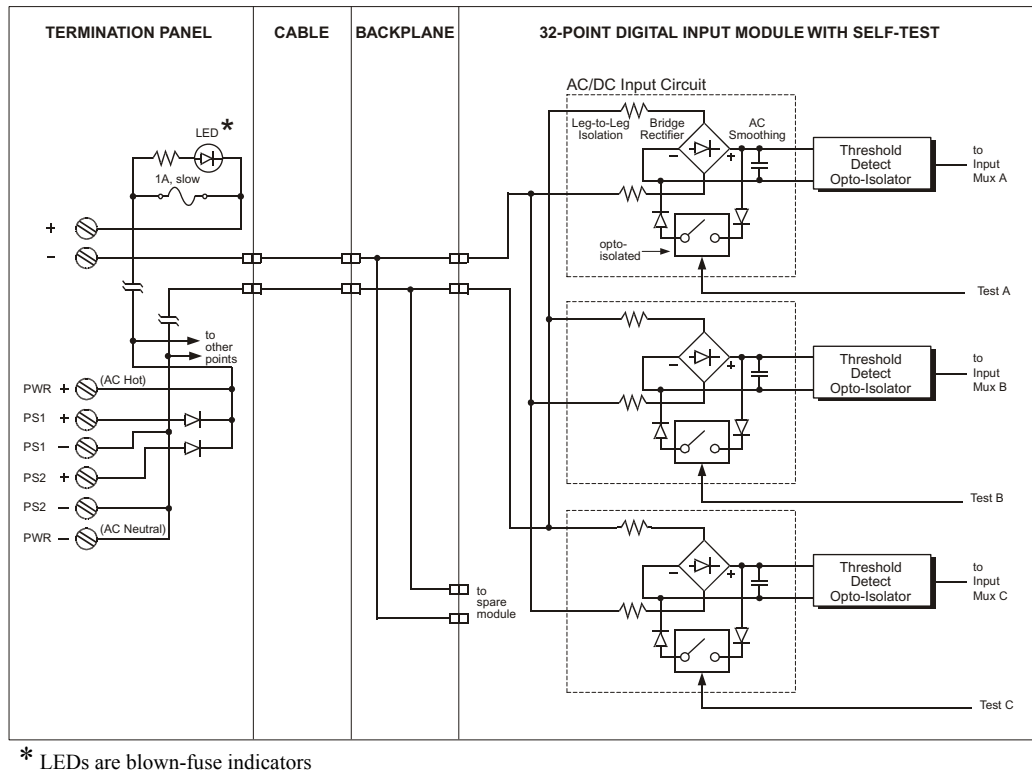 TERMINATION PANEL
CABLE
BACKPLANE
32-POINT DIGITAL INPUT MODULE WITH SELF-TEST
LED *
1A, slow
+
−
to
other
points
PWR + (AC Hot)
PS1 +
PS1 −
PS2 +
PS2 −
PWR − (AC Neutral)
to
spare
module
AC/DC Input Circuit
Leg-to-Leg
Isolation
Bridge
Rectifier
AC
Smoothing
− +
opto-
isolated
Threshold
Detect
Opto-Isolator
to
Input
Mux A
Test A
− +
Threshold
Detect
Opto-Isolator
to
Input
Mux B
Test B
− +
Threshold
Detect
Opto-Isolator
to
Input
Mux C
Test C
* LEDs are blown-fuse indicators